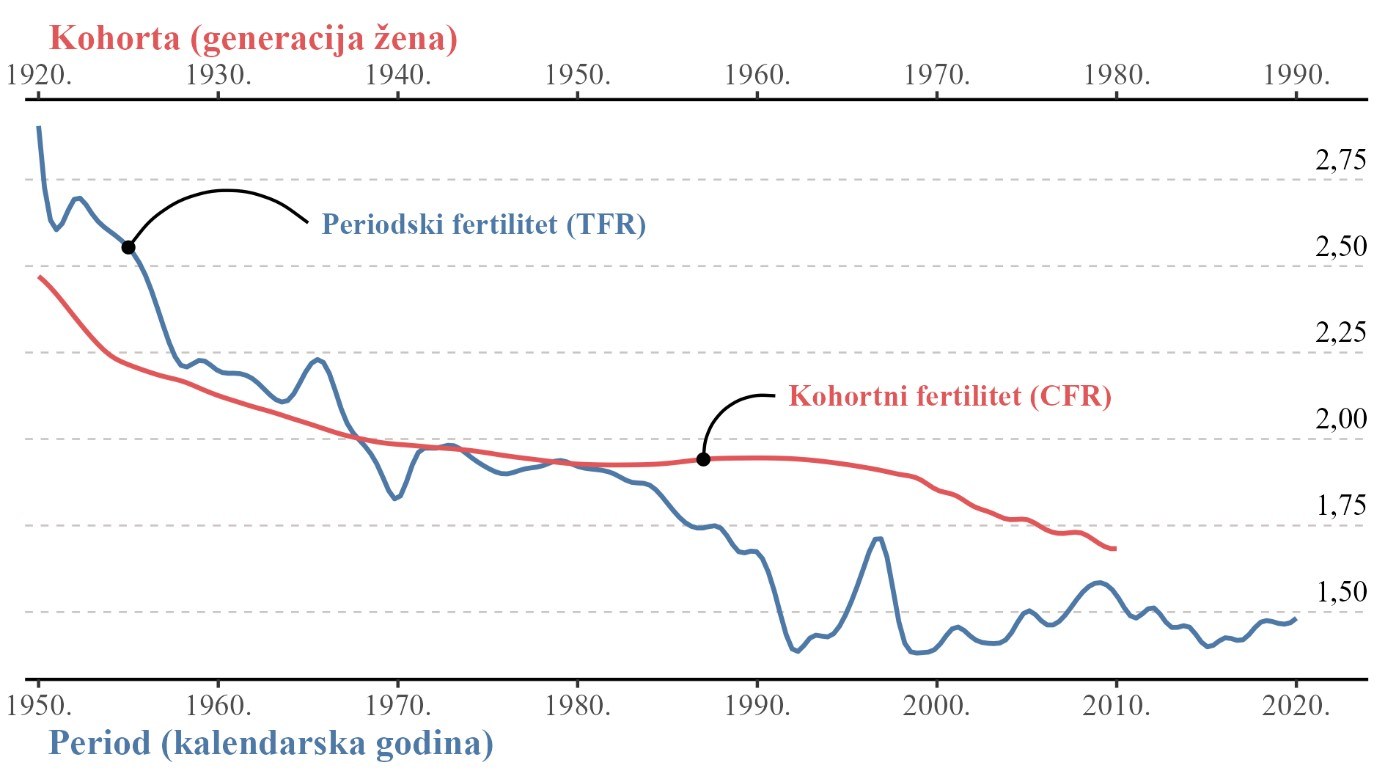 Kohorta (generacija žena)
1920. 1930. 1940. 1950. 1960. 1970. 1980. 1990.
2,75
Periodski fertilitet (TFR)
2,50
2,25
Kohortni fertilitet (CFR)
2,00
1,75
1,50
1950. 1960. 1970. 1980. 1990. 2000. 2010. 2020.
Period (kalendarska godina)